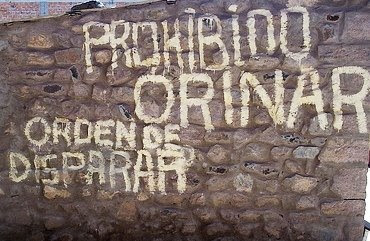 PROHIBIDO
ORINAR
ORDEN DE
DISPARAR